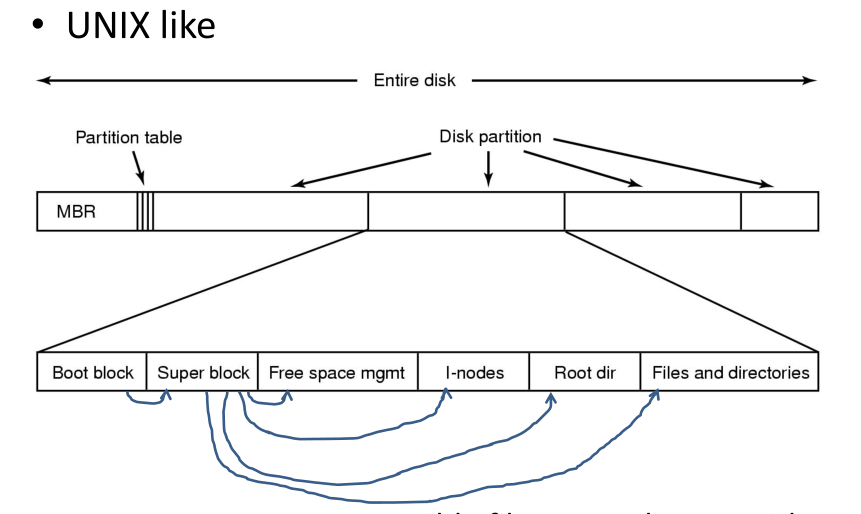 • UNIX like
Entire disk
Partition table
Disk partition
MBR
Boot block
Super block
Free space mgmt
I-nodes
Root dir
Files and directories